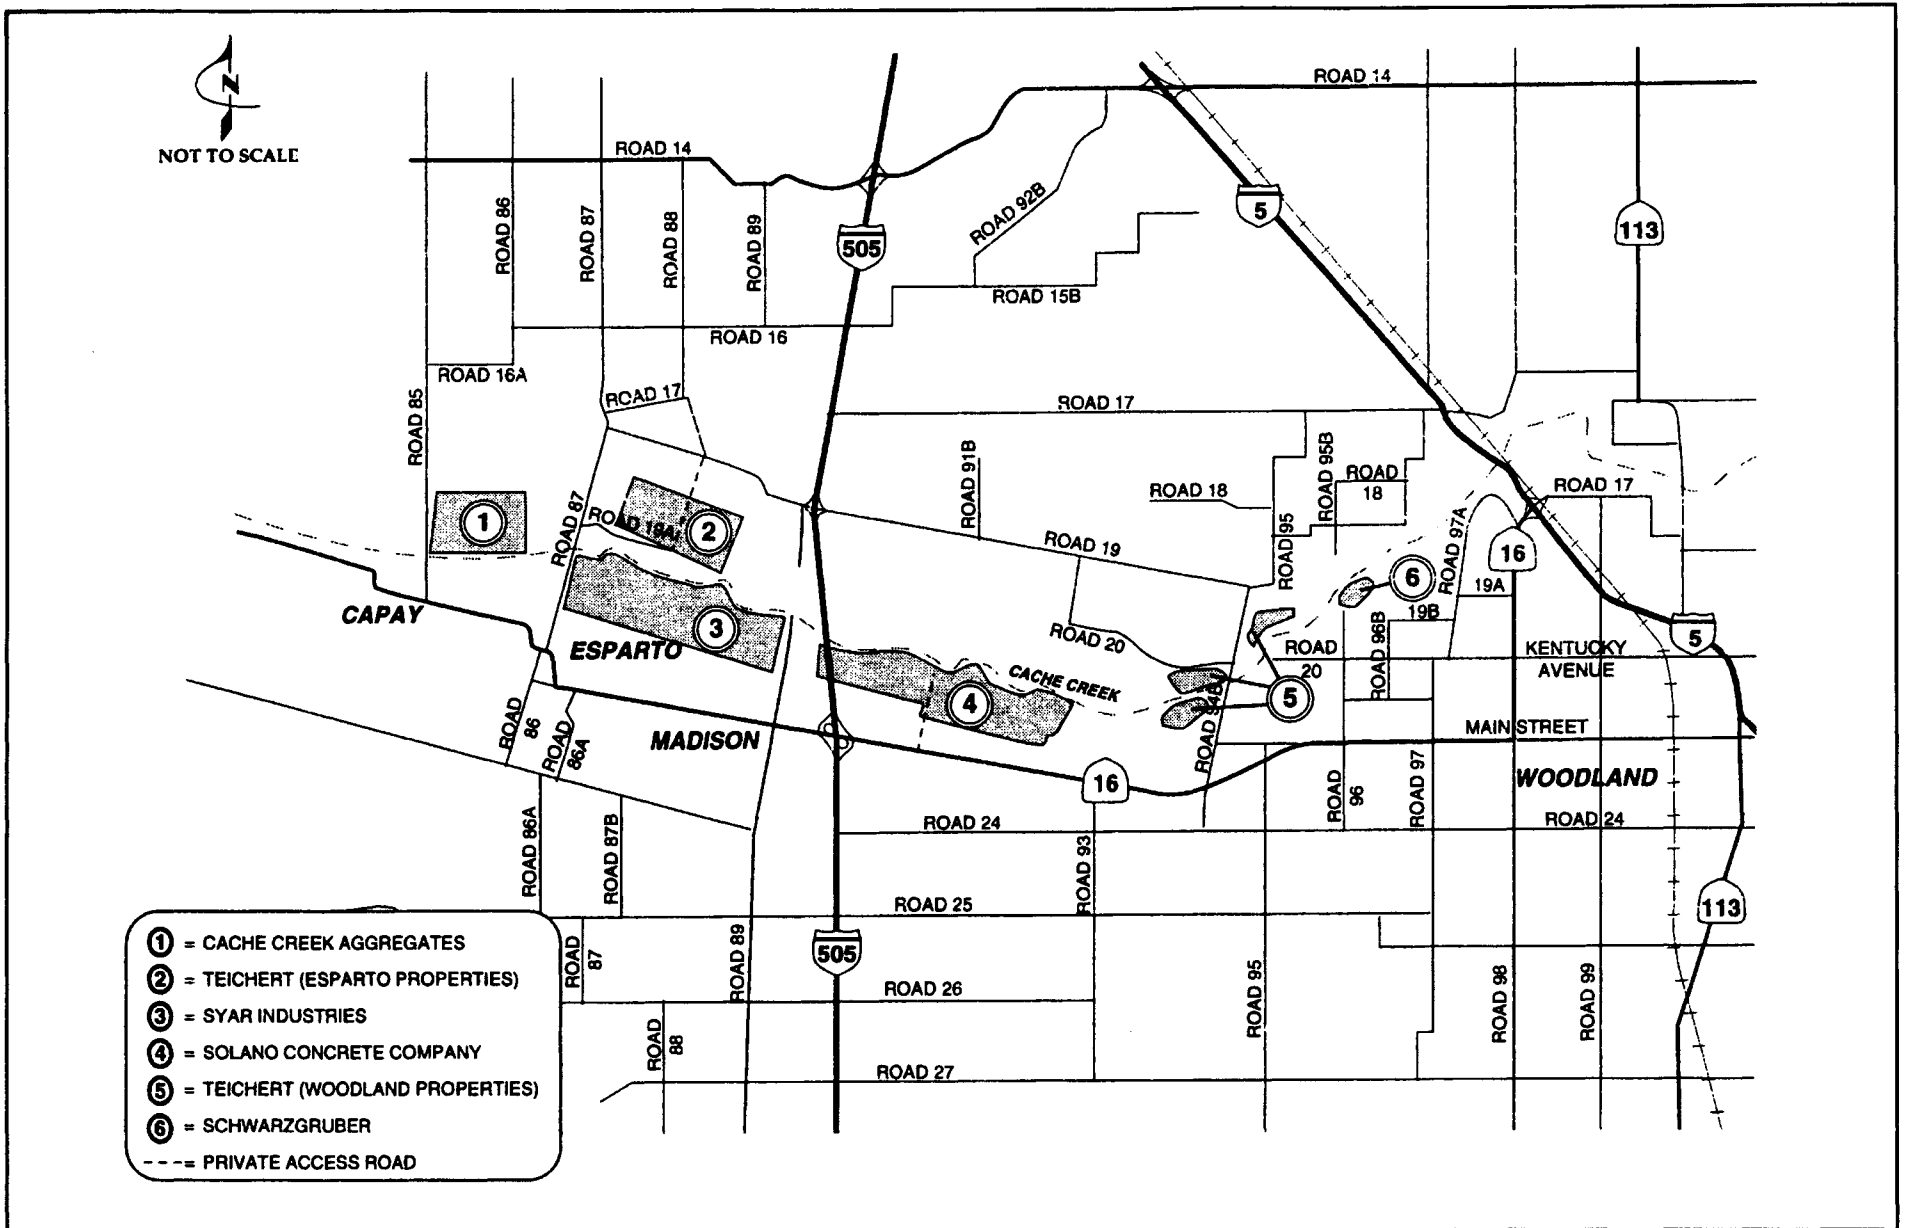 N
NOT TO SCALE
ROAD 14
ROAD 14
ROAD 86
ROAD 87
ROAD 88
ROAD 89
505
ROAD 92B
5
113
ROAD 15B
ROAD 16
ROAD 16A
ROAD 85
ROAD 17
ROAD 17
ROAD 91B
ROAD 95B
ROAD
18
ROAD 18
ROAD 17
1
ROAD 87
2
ROAD 19
ROAD 95
ROAD 97A
16
6
19A
19B
CAPAY
3
ESPARTO
ROAD 20
ROAD
20
ROAD 96B
KENTUCKY
AVENUE
5
CACHE CREEK
4
5
ROAD 94B
ROAD
86
ROAD
86A
MADISON
MAIN STREET
WOODLAND
16
ROAD
96
ROAD 97
ROAD 24
ROAD 24
ROAD 86A
ROAD 87B
ROAD 93
ROAD 25
113
ROAD
87
ROAD 89
505
ROAD 95
ROAD 98
ROAD 99
ROAD 26
ROAD
88
ROAD 27
1 = CACHE CREEK AGGREGATES
2 = TEICHERT (ESPARTO PROPERTIES)
3 = SYAR INDUSTRIES
4 = SOLANO CONCRETE COMPANY
5 = TEICHERT (WOODLAND PROPERTIES)
6 = SCHWARZGRUBER
---= PRIVATE ACCESS ROAD